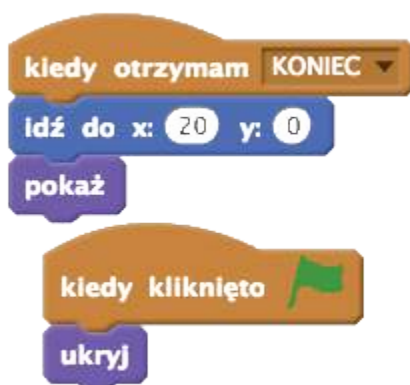 kiedy otrzymam KONIEC
idź do x: 20 y: 0
pokaż
kiedy kliknięto
ukryj